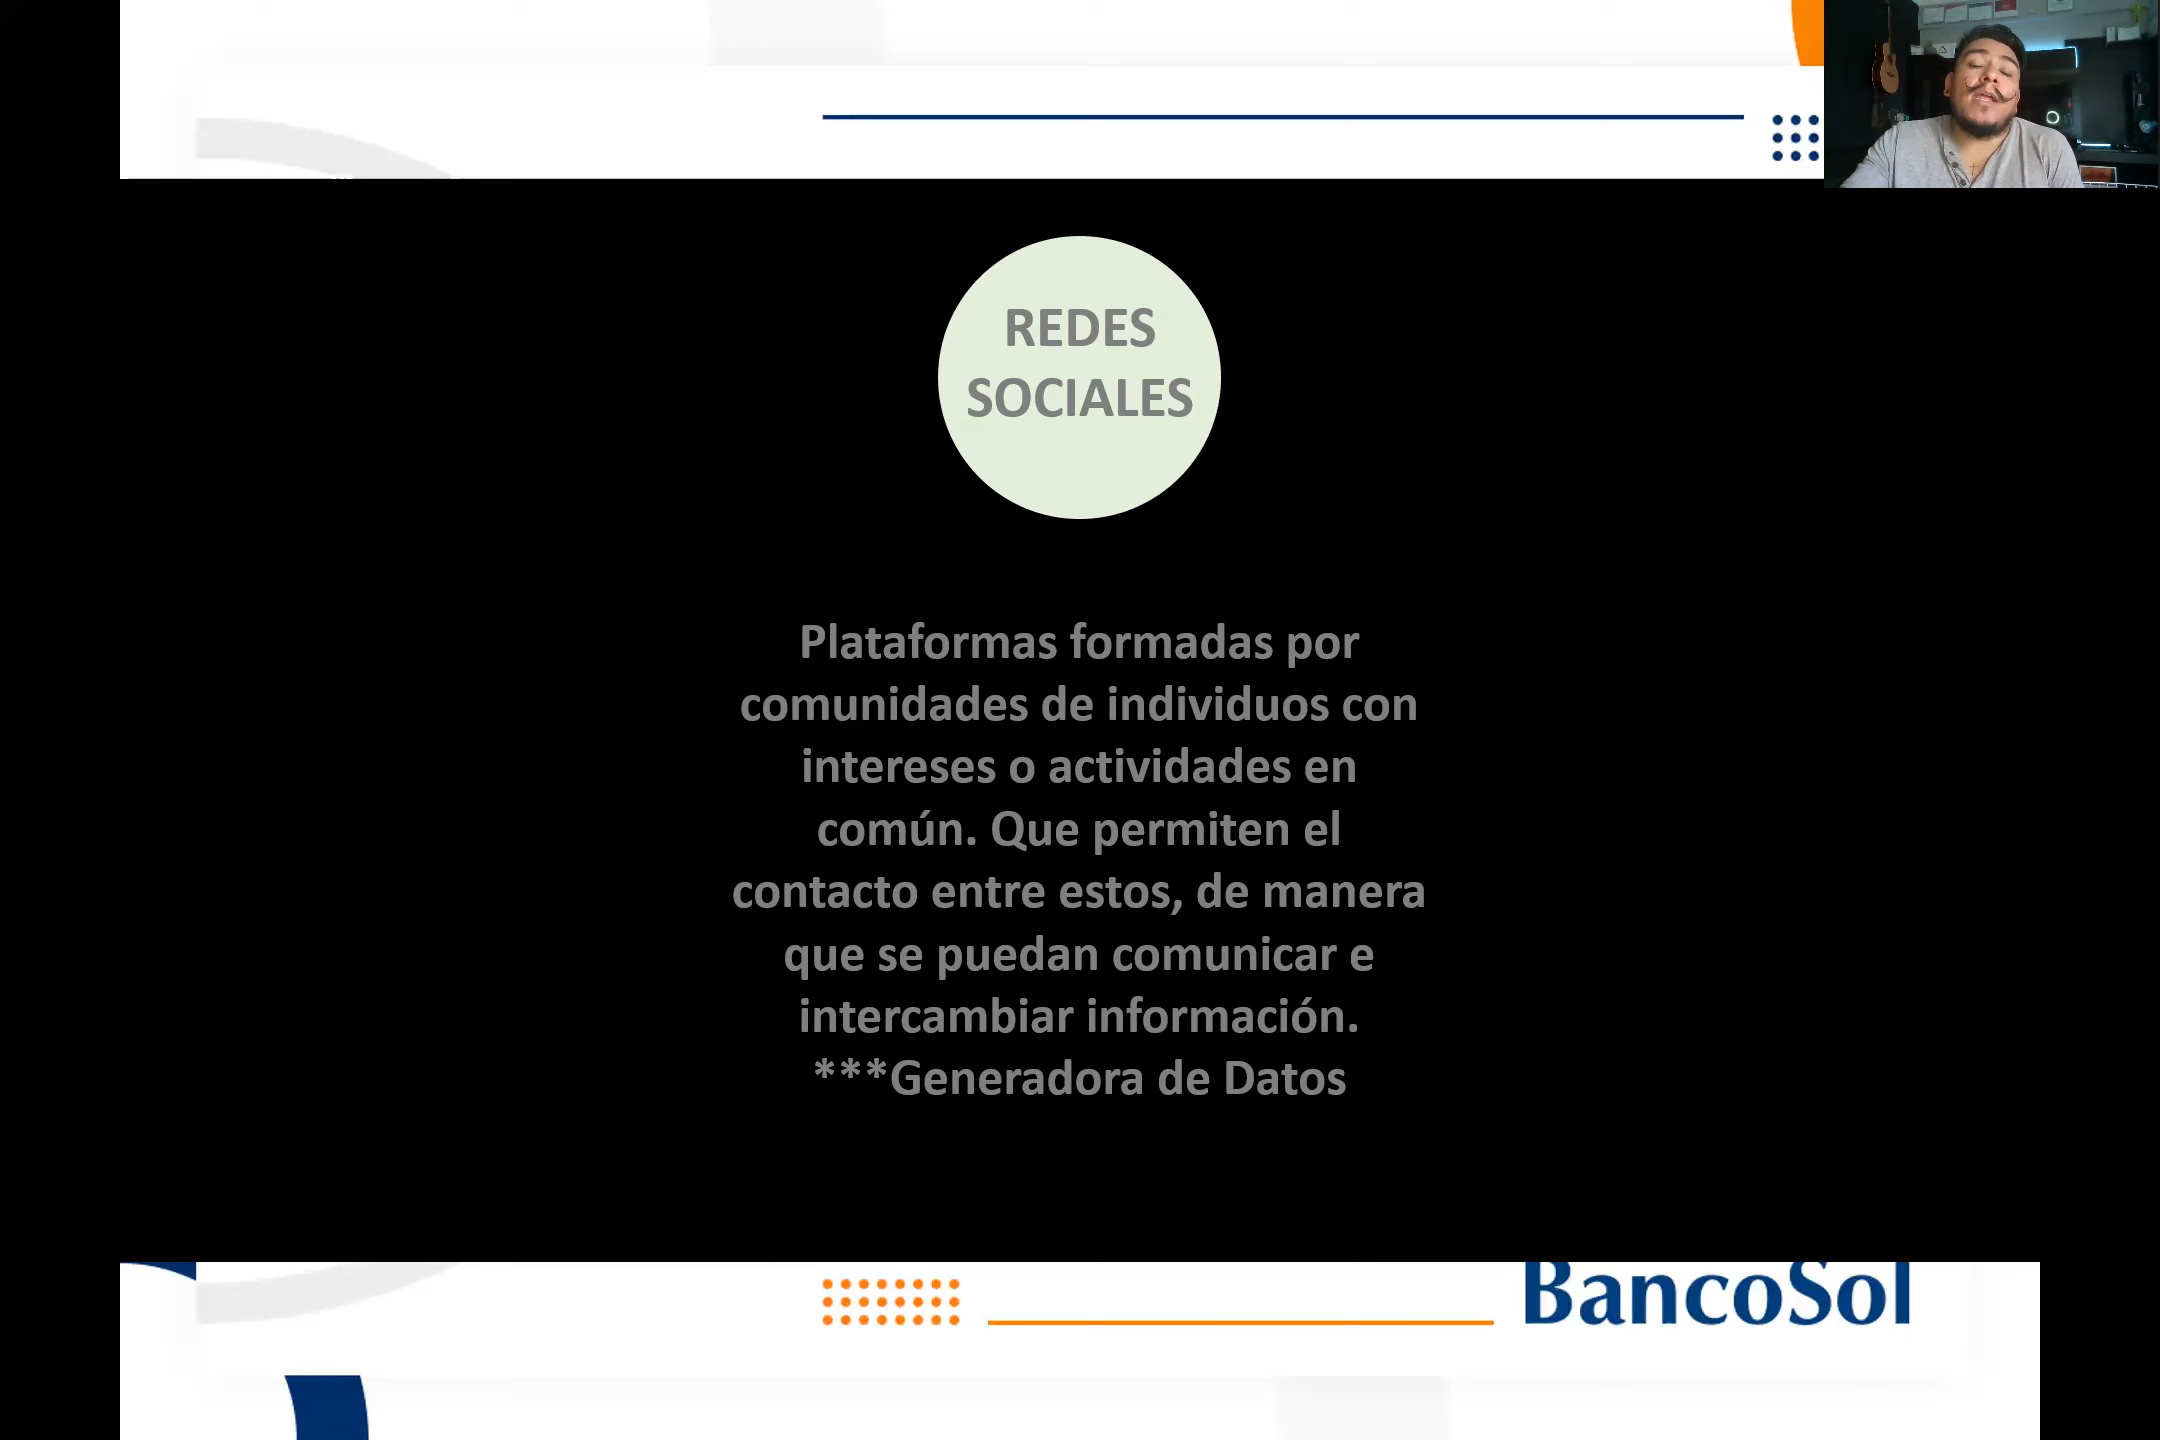 REDES
SOCIALES
Plataformas formadas por
comunidades de individuos con
intereses o actividades en
común. Que permiten el
contacto entre estos, de manera
que se puedan comunicar e
intercambiar información.
***Generadora de Datos
BancoSol